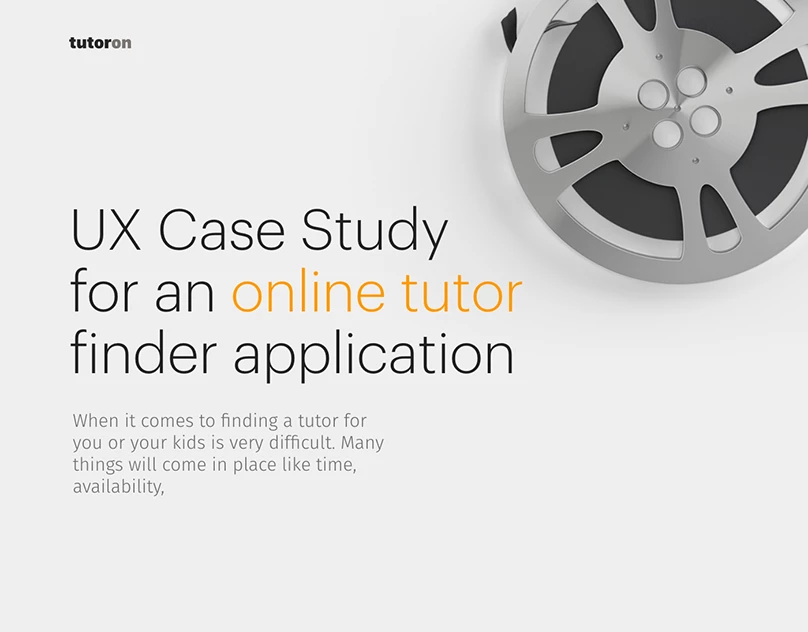 tutoron
UX Case Study
for an online tutor
finder application
When it comes to finding a tutor for
you or your kids is very difficult. Many
things will come in place like time,
availability,